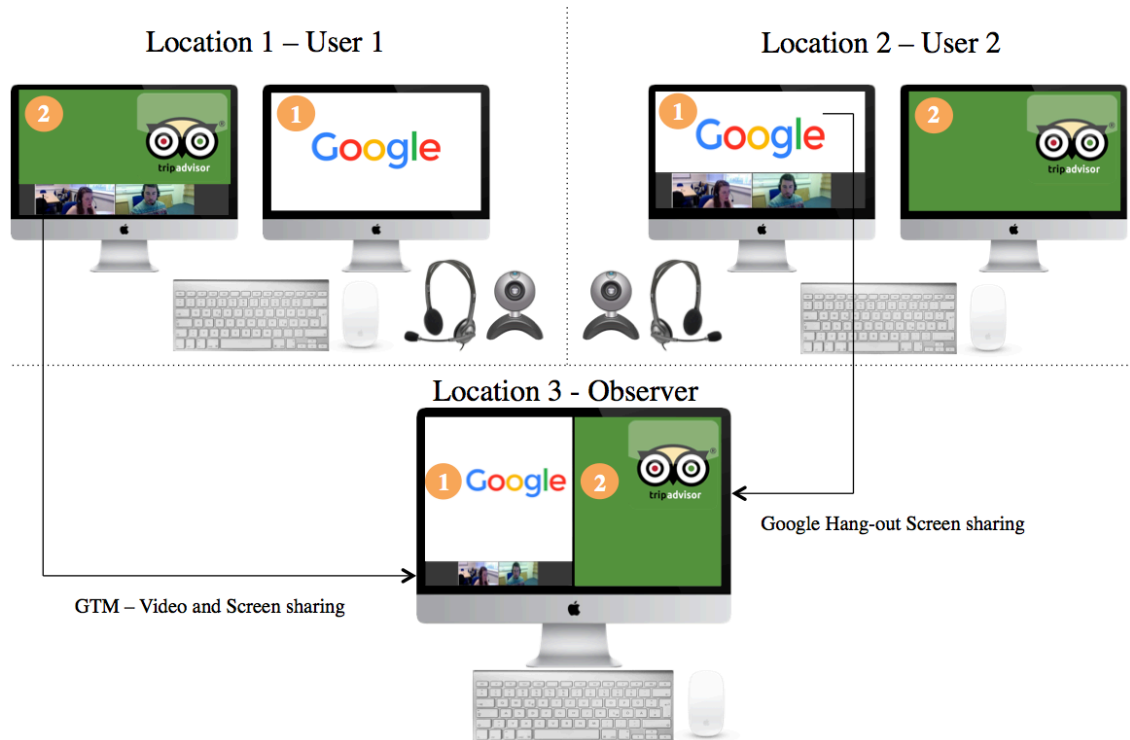 Location 1 – User 1
Location 2 – User 2
2
tripadvisor®
1
Google
1
Google
2
tripadvisor®
Location 3 - Observer
1
Google
2
tripadvisor®
Google Hang-out Screen sharing
GTM – Video and Screen sharing